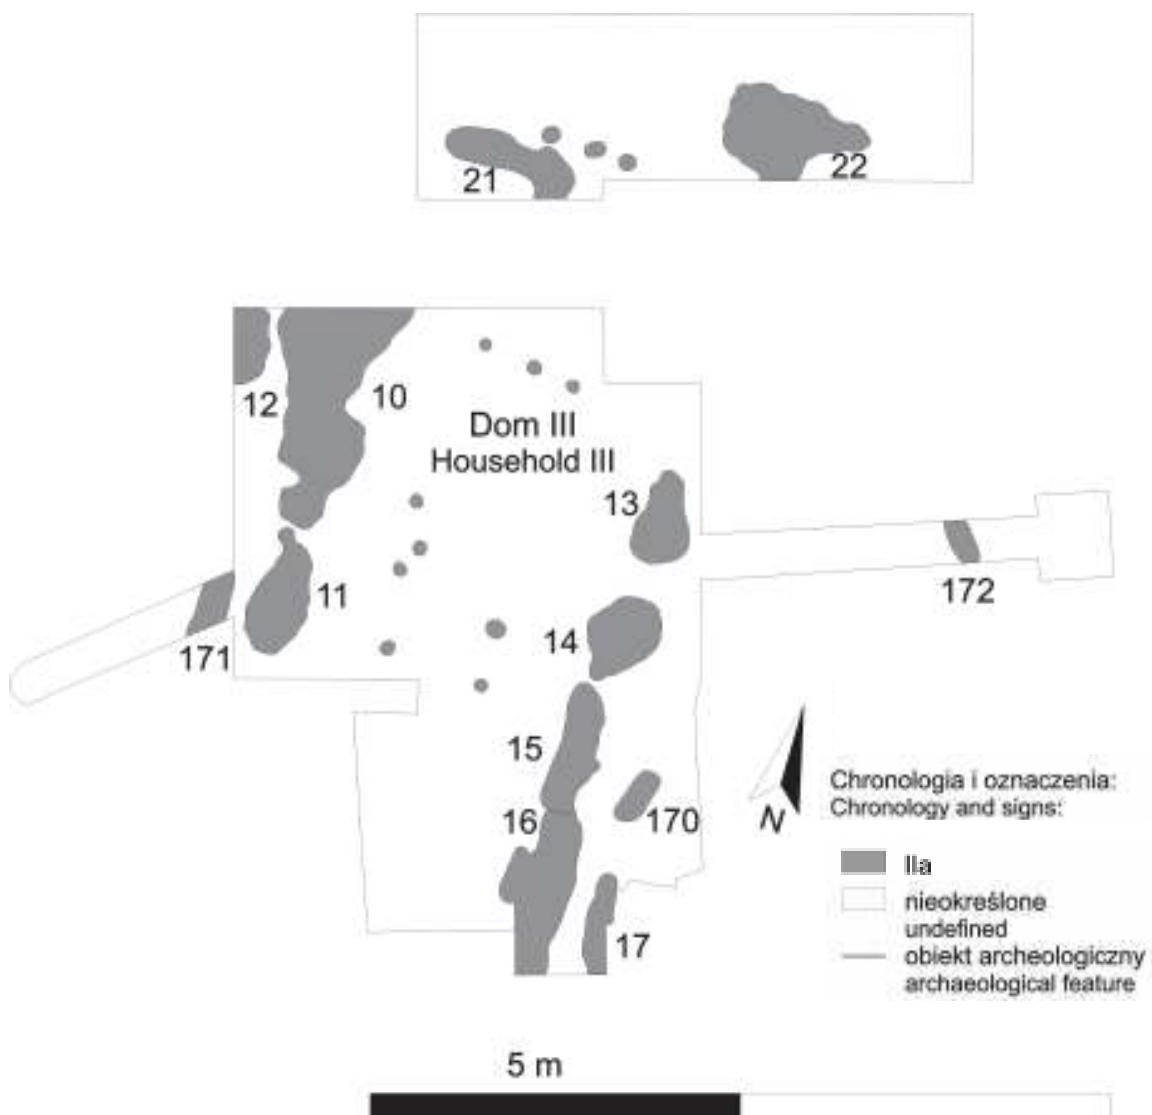 21
22
12
10
Dom III
Household III
13
11
14
171
172
15
16
170
17
N
Chronologia i oznaczenia:
Chronology and signs:
IIa
nieokreślone
undefined
obiekt archeologiczny
archaeological feature
5 m